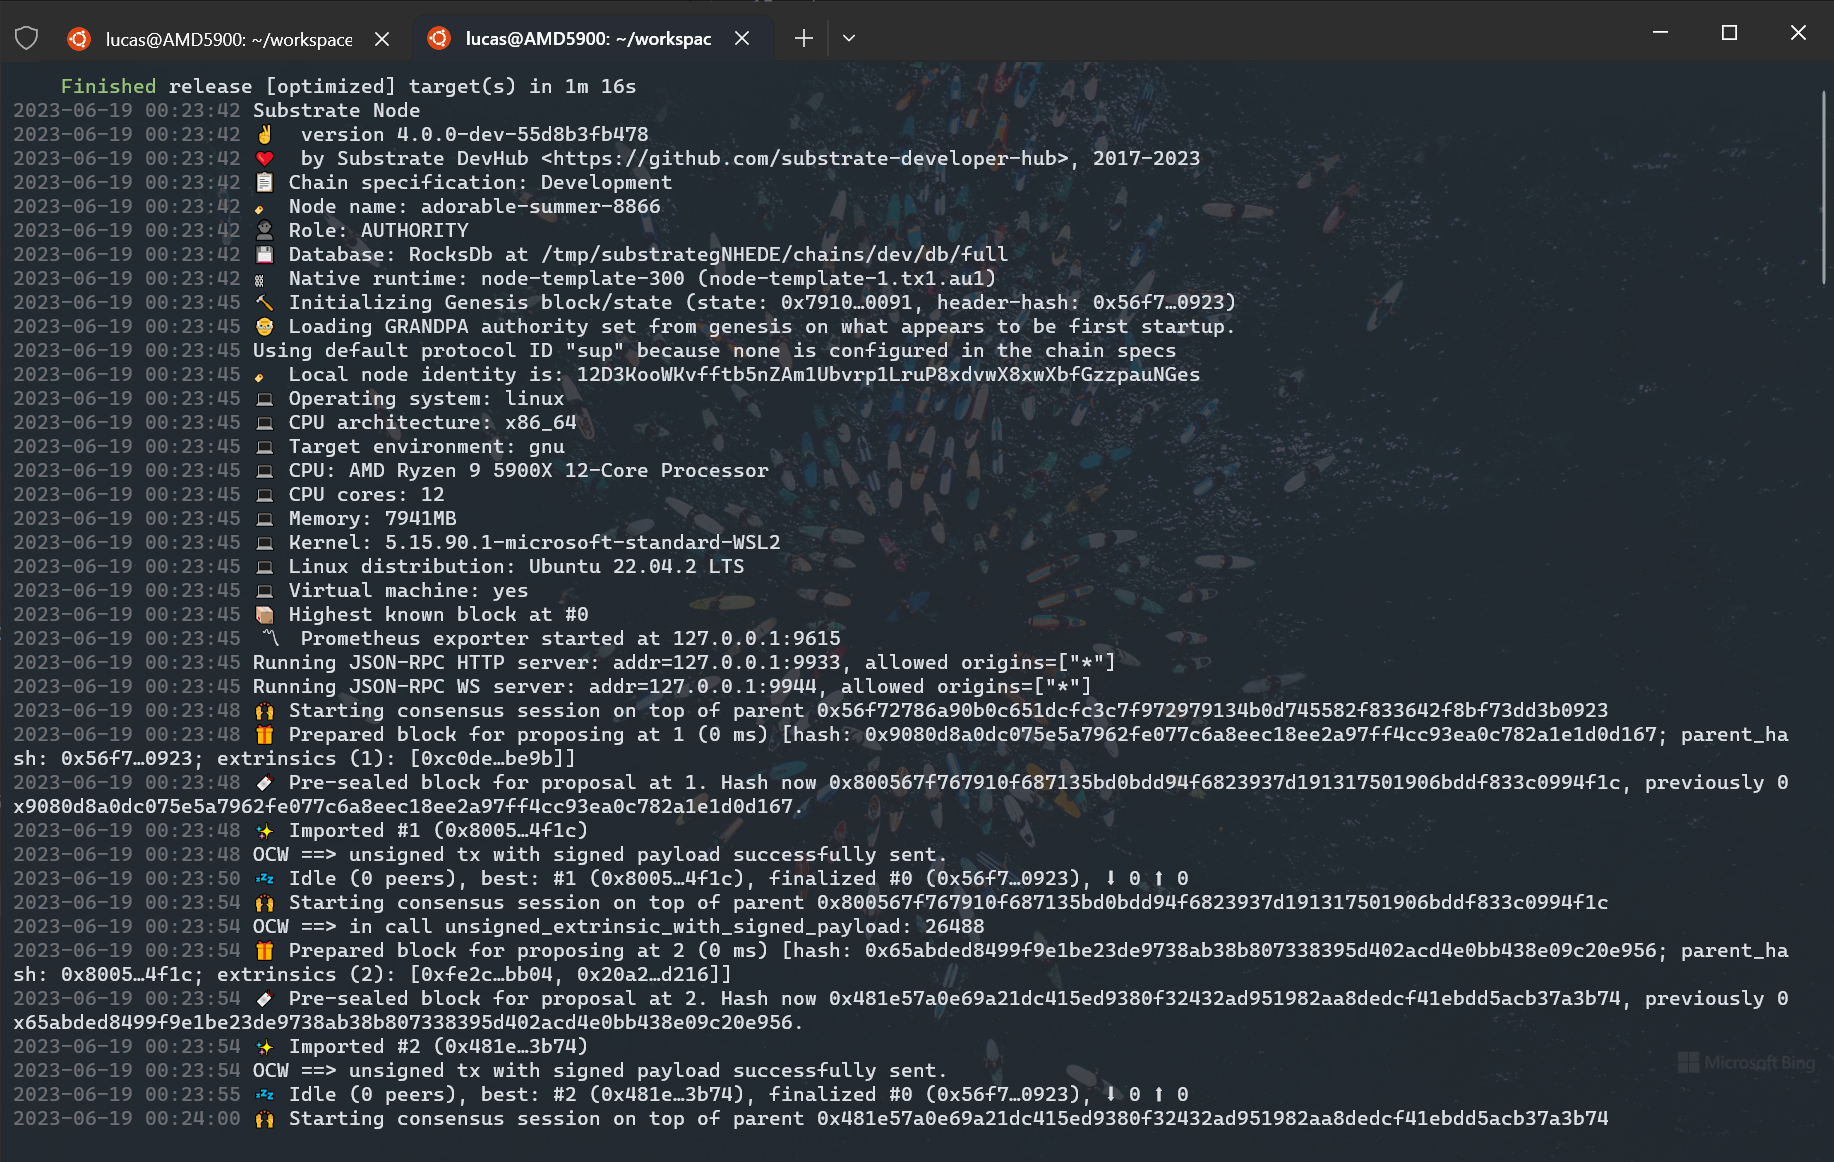 lucas@AMD5900: ~/workspace
lucas@AMD5900: ~/workspac
Finished release [optimized] target(s) in 1m 16s
2023-06-19 00:23:42 Substrate Node
2023-06-19 00:23:42 ✌️ version 4.0.0-dev-55d8b3fb478
2023-06-19 00:23:42 ❤️ by Substrate DevHub <https://github.com/substrate-developer-hub>, 2017-2023
2023-06-19 00:23:42 📋 Chain specification: Development
2023-06-19 00:23:42 🏷 Node name: adorable-summer-8866
2023-06-19 00:23:42 👤 Role: AUTHORITY
2023-06-19 00:23:42 💾 Database: RocksDb at /tmp/substrategNHEDE/chains/dev/db/full
2023-06-19 00:23:42 ⛓ Native runtime: node-template-300 (node-template-1.tx1.au1)
2023-06-19 00:23:45 🔨 Initializing Genesis block/state (state: 0x7910…0091, header-hash: 0x56f7…0923)
2023-06-19 00:23:45 👴 Loading GRANDPA authority set from genesis on what appears to be first startup.
2023-06-19 00:23:45 Using default protocol ID "sup" because none is configured in the chain specs
2023-06-19 00:23:45 🏷 Local node identity is: 12D3KooWKvfftb5nZAm1Ubvrp1LruP8xdvwX8xwXbfGzzpauNGes
2023-06-19 00:23:45 💻 Operating system: linux
2023-06-19 00:23:45 💻 CPU architecture: x86_64
2023-06-19 00:23:45 💻 Target environment: gnu
2023-06-19 00:23:45 💻 CPU: AMD Ryzen 9 5900X 12-Core Processor
2023-06-19 00:23:45 💻 CPU cores: 12
2023-06-19 00:23:45 💻 Memory: 7941MB
2023-06-19 00:23:45 💻 Kernel: 5.15.90.1-microsoft-standard-WSL2
2023-06-19 00:23:45 💻 Linux distribution: Ubuntu 22.04.2 LTS
2023-06-19 00:23:45 💻 Virtual machine: yes
2023-06-19 00:23:45 📦 Highest known block at #0
2023-06-19 00:23:45 〽️ Prometheus exporter started at 127.0.0.1:9615
2023-06-19 00:23:45 Running JSON-RPC HTTP server: addr=127.0.0.1:9933, allowed origins=["*"]
2023-06-19 00:23:45 Running JSON-RPC WS server: addr=127.0.0.1:9944, allowed origins=["*"]
2023-06-19 00:23:48 🙌 Starting consensus session on top of parent 0x56f72786a90b0c651dcfc3c7f972979134b0d745582f833642f8bf73dd3b0923
2023-06-19 00:23:48 🎁 Prepared block for proposing at 1 (0 ms) [hash: 0x9080d8a0dc075e5a7962fe077c6a8eec18ee2a97ff4cc93ea0c782a1e1d0d167; parent_ha
sh: 0x56f7…0923; extrinsics (1): [0xc0de…be9b]]
2023-06-19 00:23:48 🔖 Pre-sealed block for proposal at 1. Hash now 0x800567f767910f687135bd0bdd94f6823937d191317501906bddf833c0994f1c, previously 0
x9080d8a0dc075e5a7962fe077c6a8eec18ee2a97ff4cc93ea0c782a1e1d0d167.
2023-06-19 00:23:48 ✨ Imported #1 (0x8005…4f1c)
2023-06-19 00:23:48 OCW ==> unsigned tx with signed payload successfully sent.
2023-06-19 00:23:50 💤 Idle (0 peers), best: #1 (0x8005…4f1c), finalized #0 (0x56f7…0923), ⬇ 0 ⬆ 0
2023-06-19 00:23:54 🙌 Starting consensus session on top of parent 0x800567f767910f687135bd0bdd94f6823937d191317501906bddf833c0994f1c
2023-06-19 00:23:54 OCW ==> in call unsigned_extrinsic_with_signed_payload: 26488
2023-06-19 00:23:54 🎁 Prepared block for proposing at 2 (0 ms) [hash: 0x65abded8499f9e1be23de9738ab38b807338395d402acd4e0bb438e09c20e956; parent_ha
sh: 0x8005…4f1c; extrinsics (2): [0xfe2c…bb04, 0x20a2…d216]]
2023-06-19 00:23:54 🔖 Pre-sealed block for proposal at 2. Hash now 0x481e57a0e69a21dc415ed9380f32432ad951982aa8dedcf41ebdd5acb37a3b74, previously 0
x65abded8499f9e1be23de9738ab38b807338395d402acd4e0bb438e09c20e956.
2023-06-19 00:23:54 ✨ Imported #2 (0x481e…3b74)
2023-06-19 00:23:54 OCW ==> unsigned tx with signed payload successfully sent.
2023-06-19 00:23:55 💤 Idle (0 peers), best: #2 (0x481e…3b74), finalized #0 (0x56f7…0923), ⬇ 0 ⬆ 0
2023-06-19 00:24:00 🙌 Starting consensus session on top of parent 0x481e57a0e69a21dc415ed9380f32432ad951982aa8dedcf41ebdd5acb37a3b74
Microsoft Bing